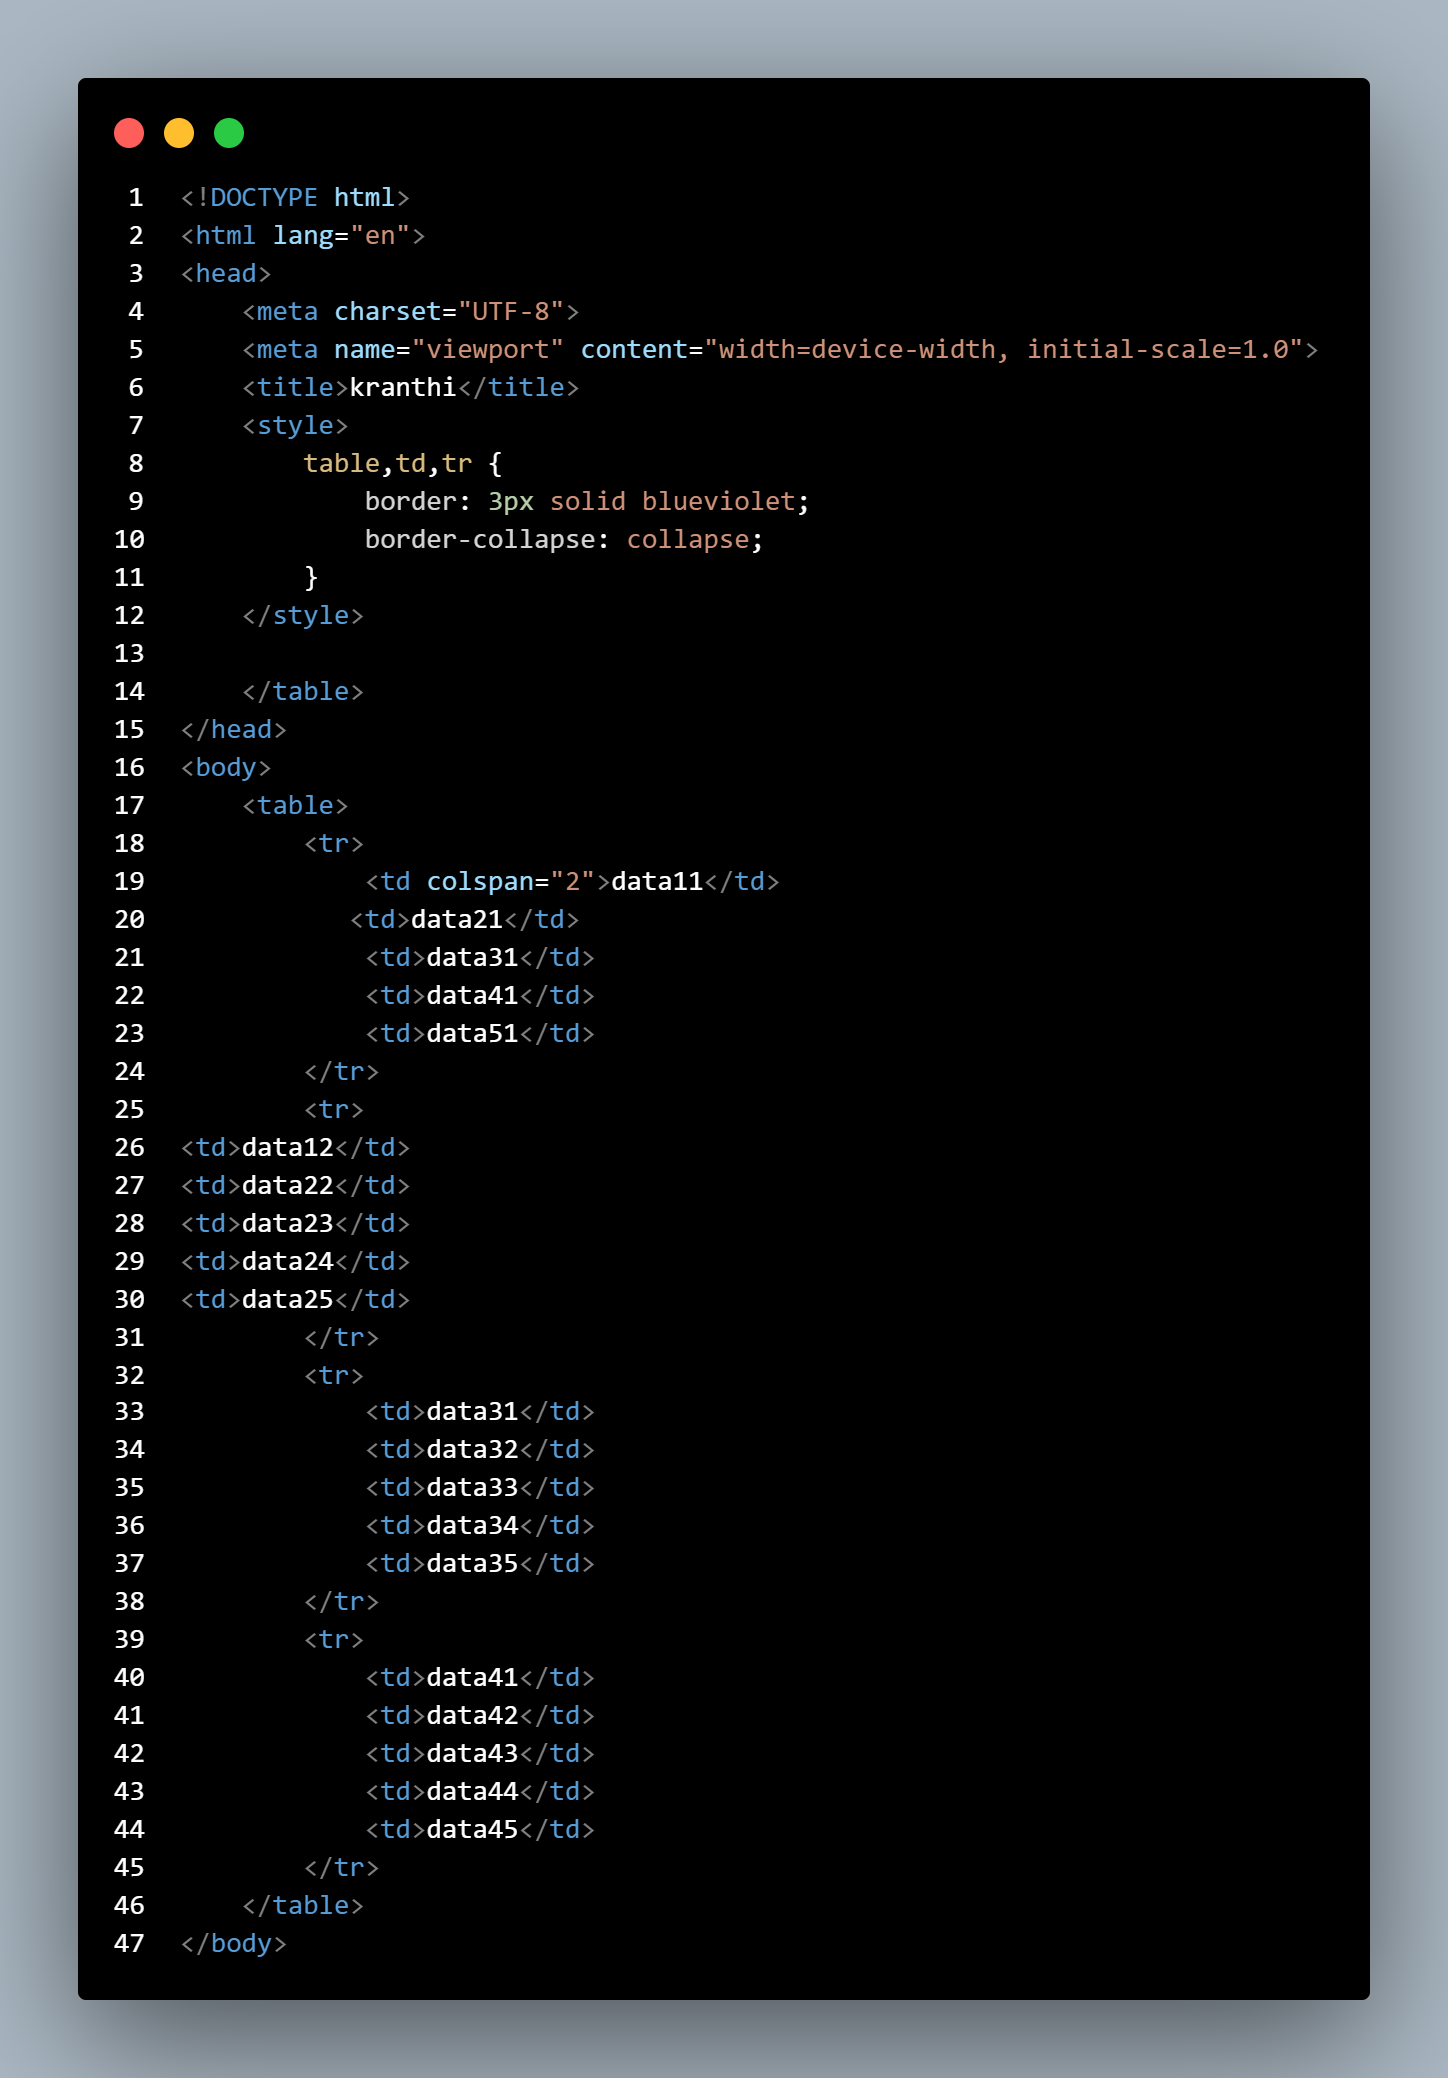 1 <!DOCTYPE html>
2 <html lang="en">
3 <head>
4     <meta charset="UTF-8">
5     <meta name="viewport" content="width=device-width, initial-scale=1.0">
6     <title>kranthi</title>
7     <style>
8         table,td,tr {
9             border: 3px solid blueviolet;
10             border-collapse: collapse;
11         }
12     </style>
13
14     </table>
15 </head>
16 <body>
17     <table>
18         <tr>
19             <td colspan="2">data11</td>
20            <td>data21</td>
21             <td>data31</td>
22             <td>data41</td>
23             <td>data51</td>
24         </tr>
25         <tr>
26 <td>data12</td>
27 <td>data22</td>
28 <td>data23</td>
29 <td>data24</td>
30 <td>data25</td>
31         </tr>
32         <tr>
33             <td>data31</td>
34             <td>data32</td>
35             <td>data33</td>
36             <td>data34</td>
37             <td>data35</td>
38         </tr>
39         <tr>
40             <td>data41</td>
41             <td>data42</td>
42             <td>data43</td>
43             <td>data44</td>
44             <td>data45</td>
45         </tr>
46     </table>
47 </body>